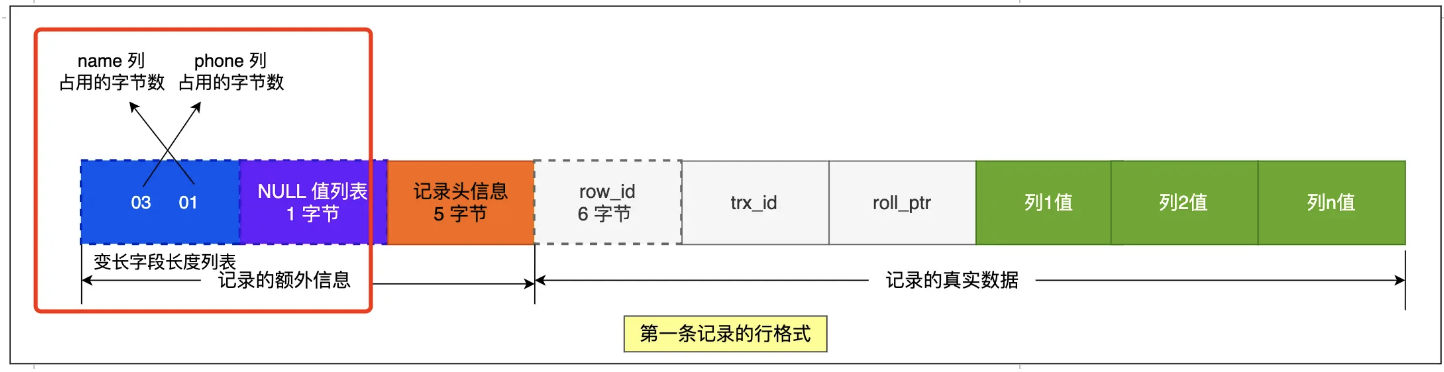 name 列
占用的字节数
phone 列
占用的字节数
03 01
NULL 值列表
1 字节
记录头信息
5 字节
row_id
6 字节
trx_id
roll_ptr
列1值
列2值
列n值
变长字段长度列表
记录的额外信息
记录的真实数据
第一条记录的行格式